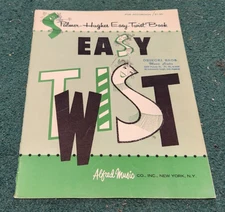 Palmer-Hughes Easy Twist Book
EASY
TWIST
Alfred Music CO., INC., NEW YORK, N.Y.